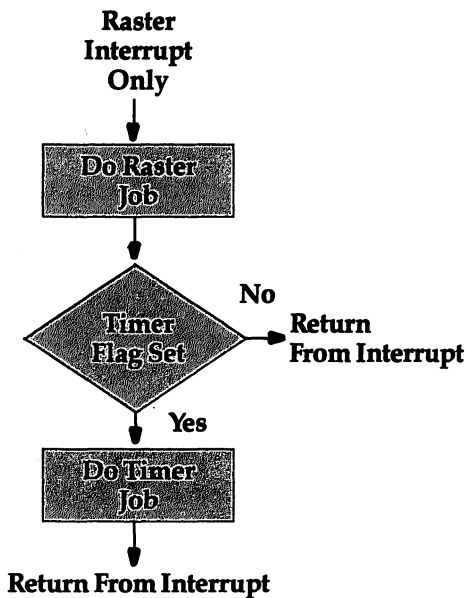 Raster
Interrupt
Only
Do Raster
Job
Timer
Flag Set
No
Return
From Interrupt
Yes
Do Timer
Job
Return From Interrupt